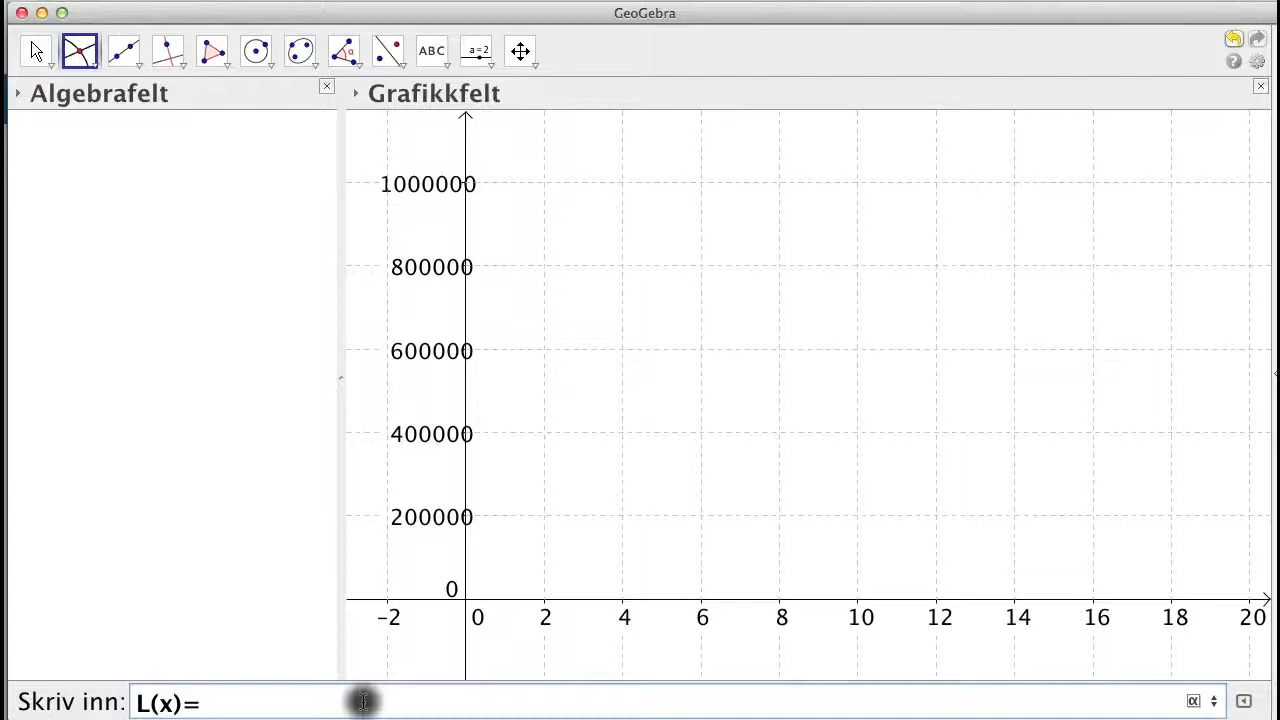 GeoGebra
ABC
a=2
α
Algebrafelt
Grafikkfelt
1000000
800000
600000
400000
200000
0
-2 0 2 4 6 8 10 12 14 16 18 20
Skriv inn: L(x)=
α